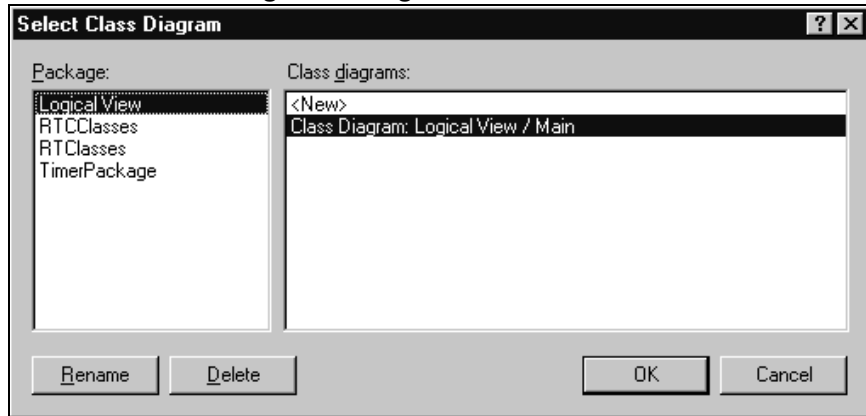 Select Class Diagram
Package:
Class diagrams:
Logical View
RTCClasses
RTClasses
TimerPackage
<New>
Class Diagram: Logical View / Main
Rename
Delete
OK
Cancel